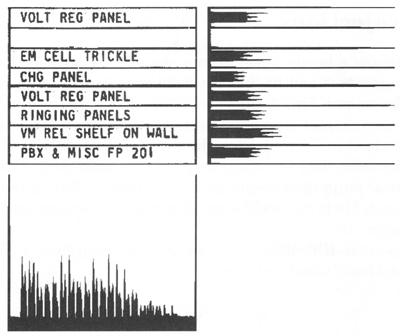 VOLT REG PANEL
EM CELL TRICKLE
CHG PANEL
VOLT REG PANEL
RINGING PANELS
VM REL SHELF ON WALL
PBX & MISC FP 201